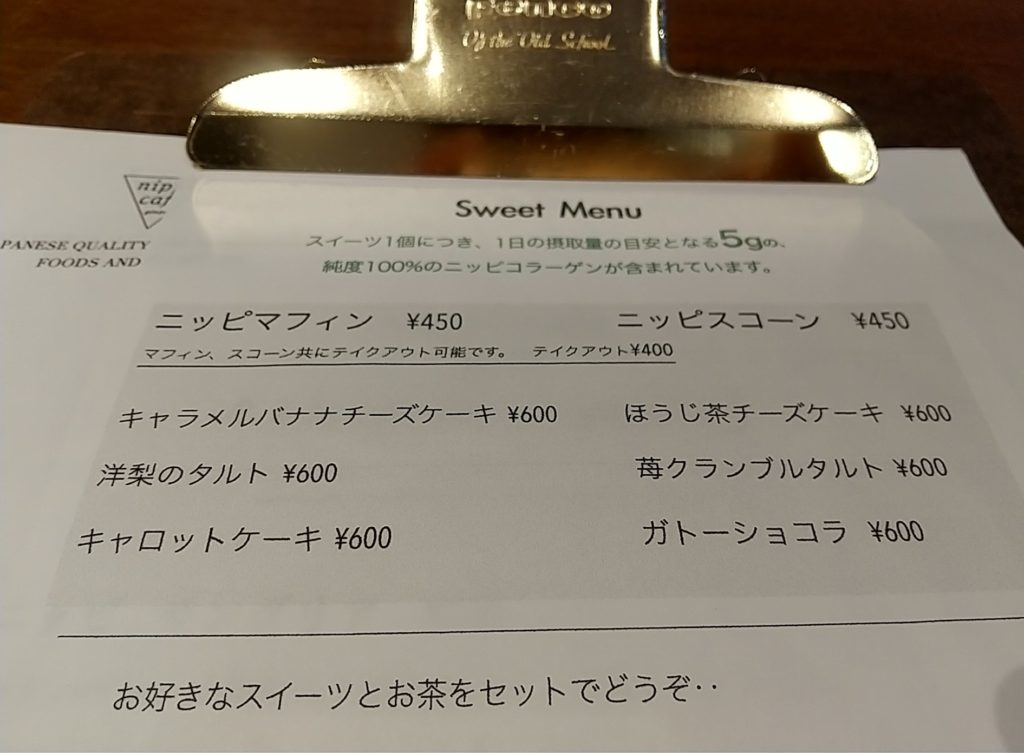 penco
Of the Old School
nip
caf
PANESE QUALITY
FOODS AND
Sweet Menu
スイーツ1個につき、1日の摂取量の目安となる5gの、
純度100%のニッピコラーゲンが含まれています。
ニッピマフィン ¥450 ニッピスコーン ¥450
マフィン、スコーン共にテイクアウト可能です。 テイクアウト¥400
キャラメルバナナチーズケーキ ¥600 ほうじ茶チーズケーキ ¥600
洋梨のタルト ¥600 苺クランブルタルト ¥600
キャロットケーキ ¥600 ガトーショコラ ¥600
お好きなスイーツとお茶をセットでどうぞ‥